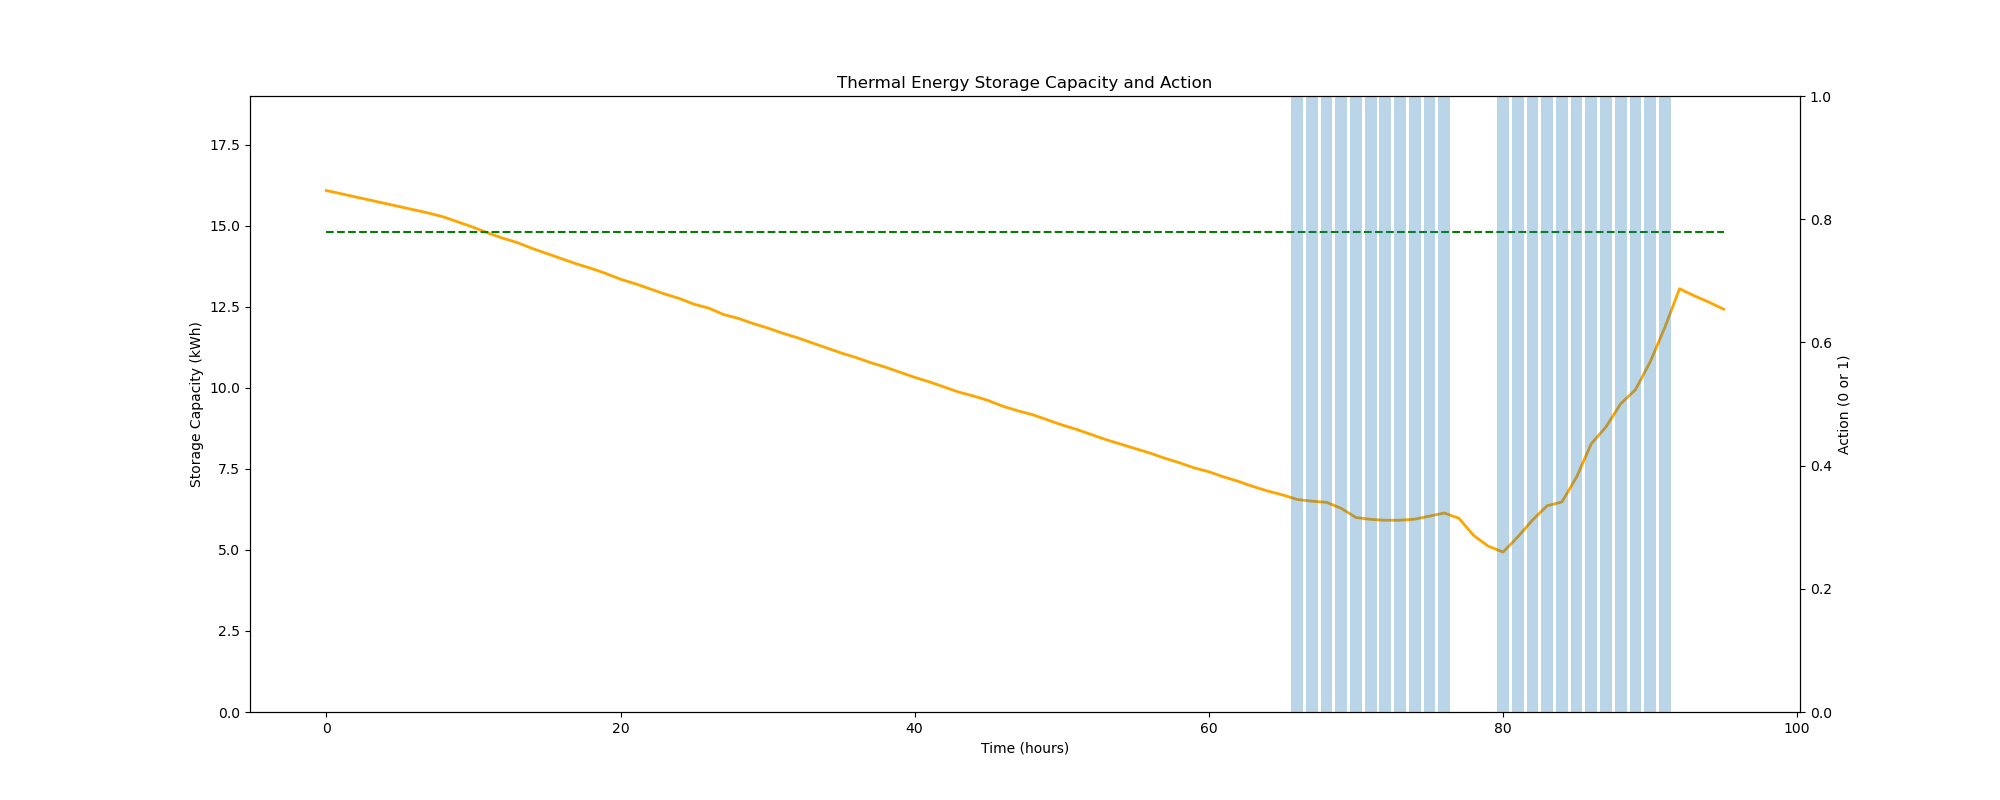 Thermal Energy Storage Capacity and Action
17.5
15.0
12.5
10.0
7.5
5.0
2.5
0.0
Storage Capacity (kWh)
1.0
0.8
0.6
0.4
0.2
0.0
Action (0 or 1)
0 20 40 60 80 100
Time (hours)